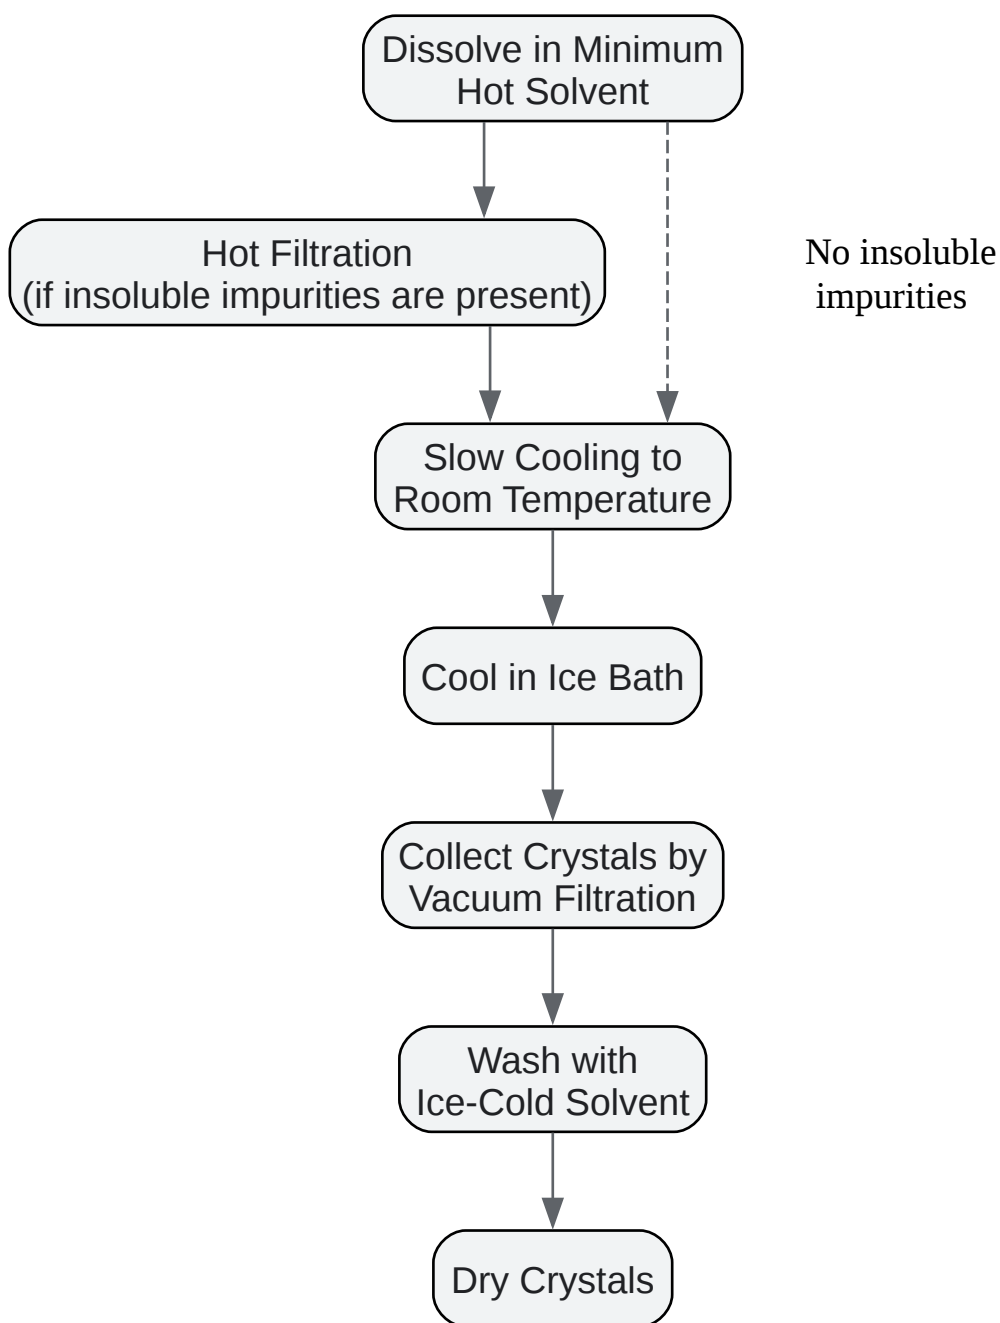 Dissolve in Minimum
Hot Solvent
Hot Filtration
(if insoluble impurities are present)
No insoluble
impurities
Slow Cooling to
Room Temperature
Cool in Ice Bath
Collect Crystals by
Vacuum Filtration
Wash with
Ice-Cold Solvent
Dry Crystals